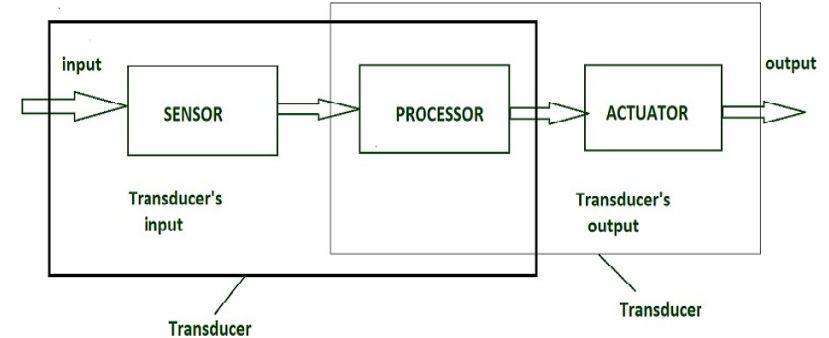 input
output
SENSOR
PROCESSOR
ACTUATOR
Transducer's
input
Transducer's
output
Transducer
Transducer